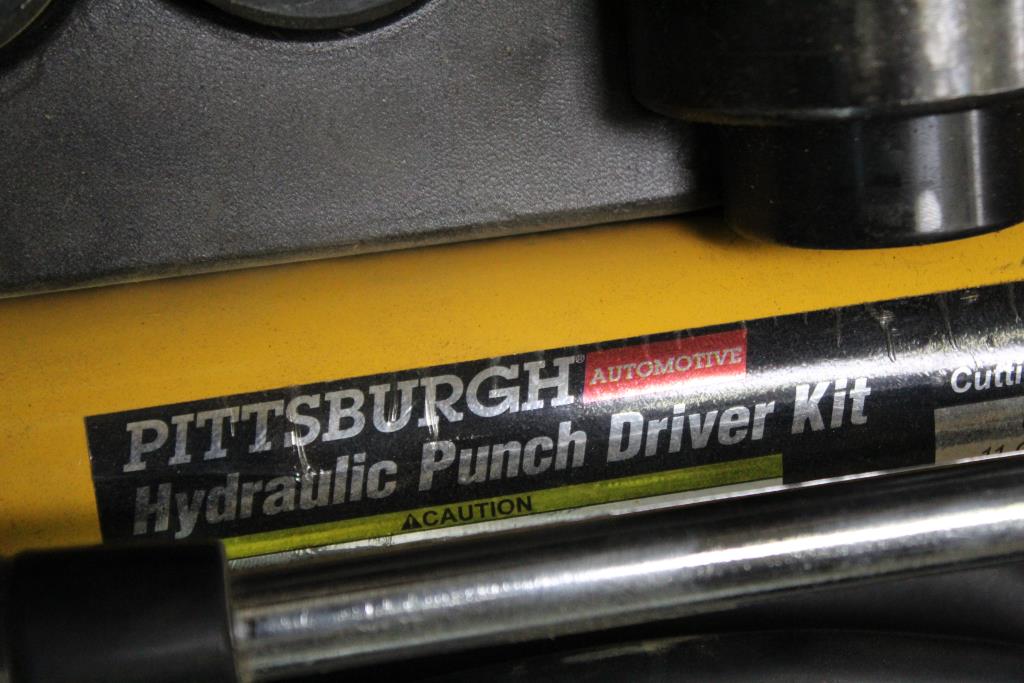 PITTSBURGH® AUTOMOTIVE
Hydraulic Punch Driver Kit
⚠CAUTION